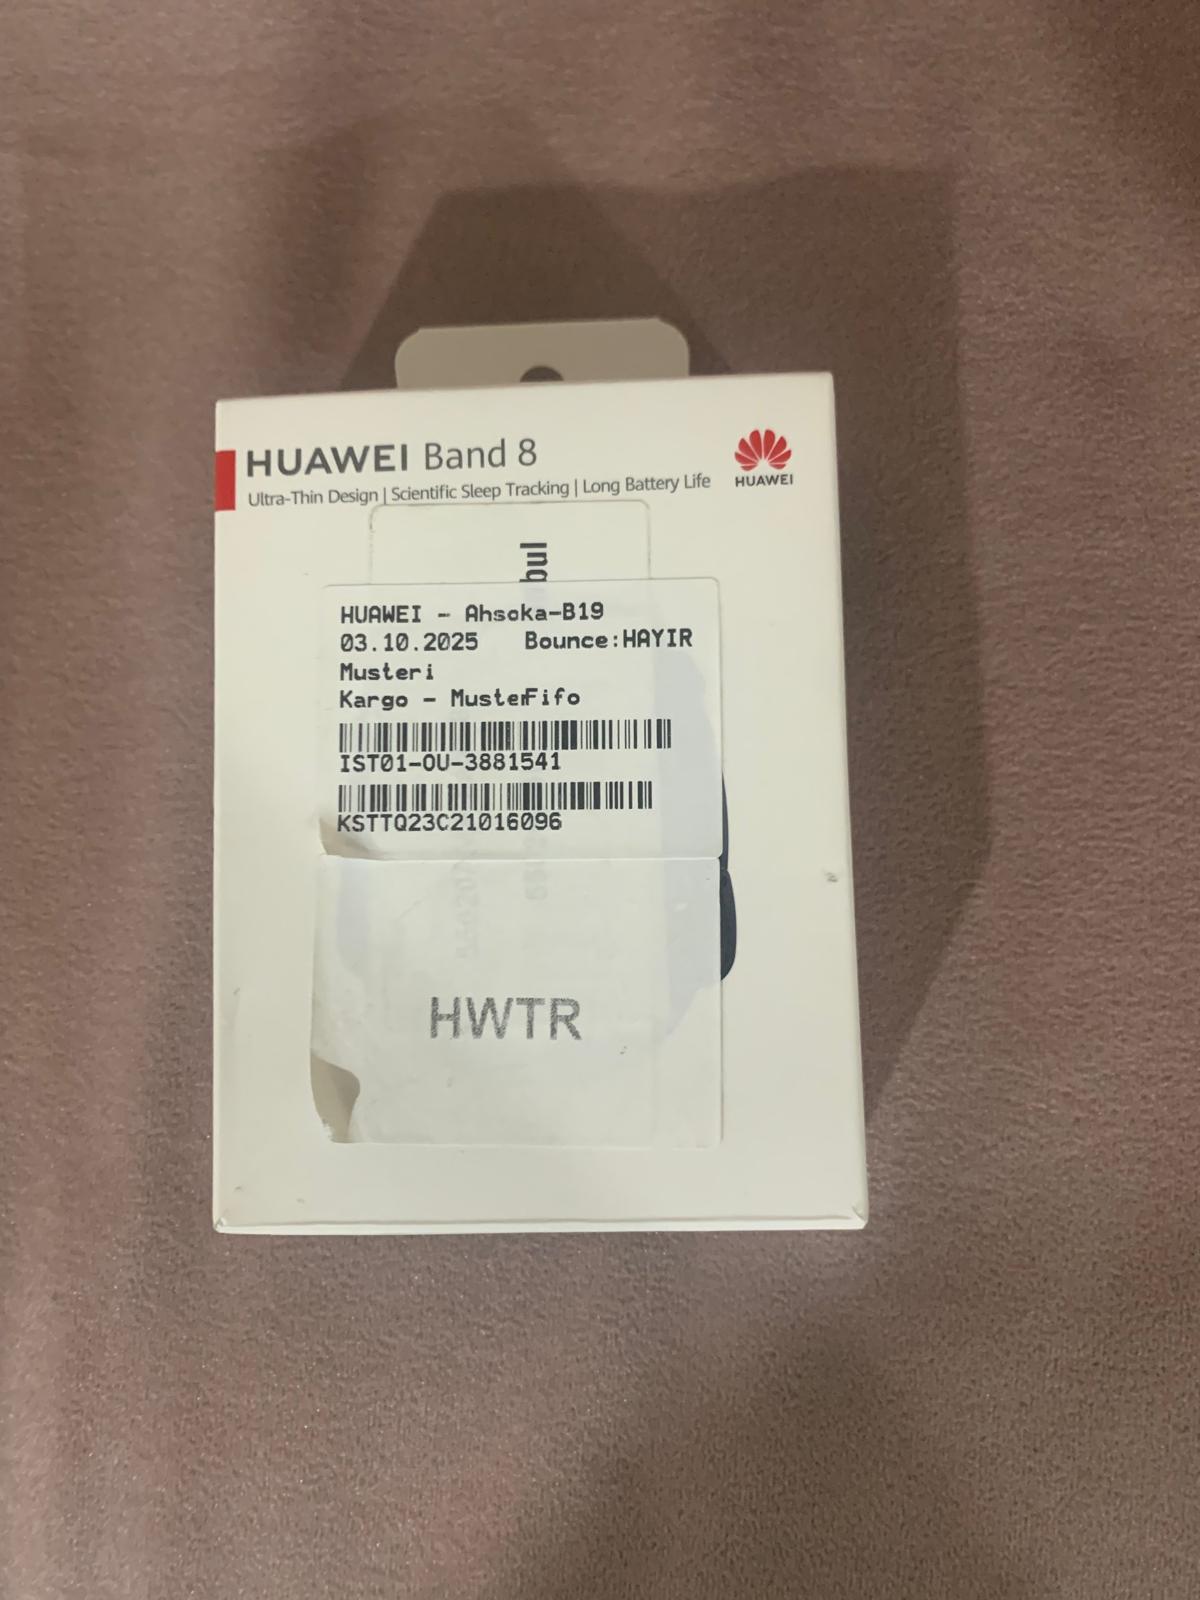 HUAWEI Band 8
Ultra-Thin Design | Scientific Sleep Tracking | Long Battery Life
HUAWEI
HUAWEI - Ahsoka-B19
03.10.2025 Bounce:HAYIR
Musteri
Kargo - MusteriFifo
IST01-OU-3881541
KSTTQ23C21016096
HWTR